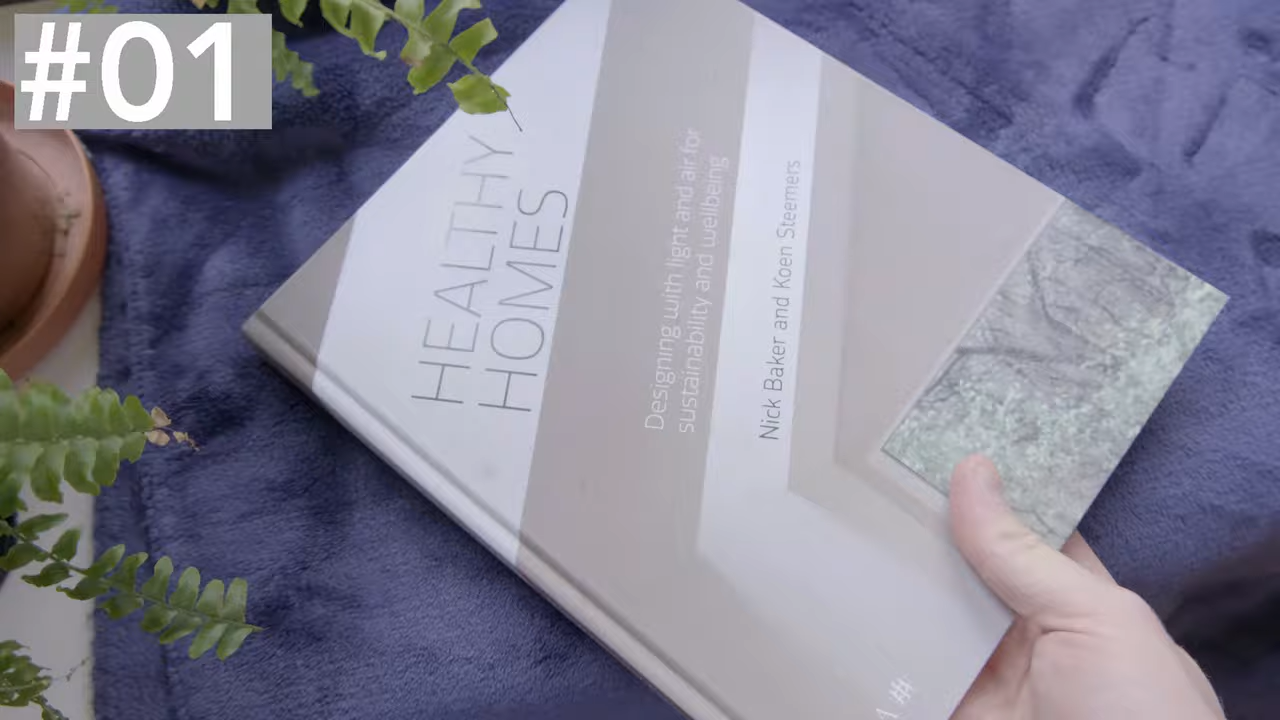 #01
HEALTHY
HOMES
Designing with light and air for
sustainability and wellbeing
Nick Baker and Koen Steemers